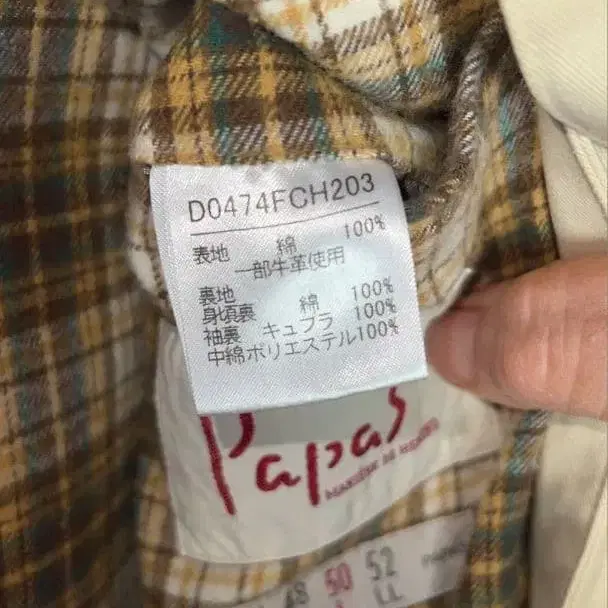 D0474FCH203
表地 綿 100%
一部牛革使用
裏地
身頃裏 綿 100%
袖裏 キュプラ 100%
中綿ポリエステル100%
Papas
48 50 52
L LL